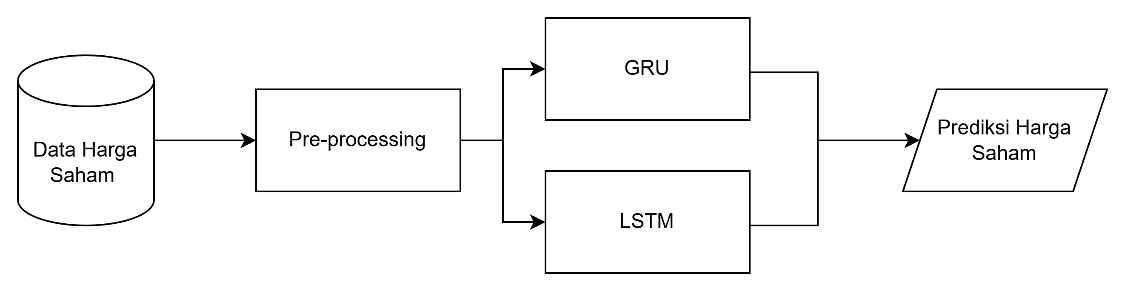 Data Harga
Saham
Pre-processing
GRU
LSTM
Prediksi Harga
Saham